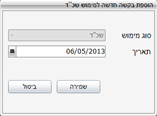 הוספת בקשה חדשה למימוש שכ"ד
סוג מימוש
שכ"ד
תאריך
06/05/2013
שמירה
ביטול